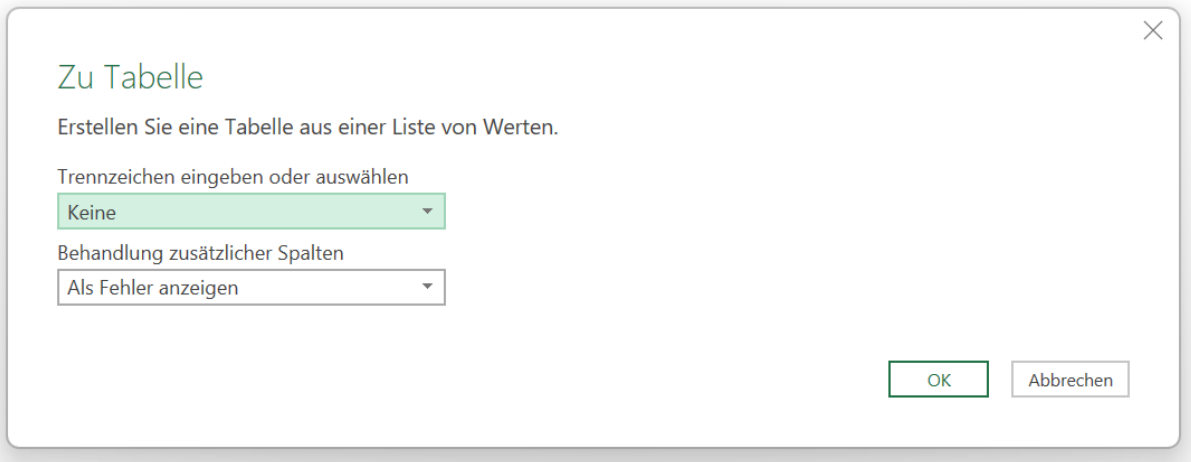 Zu Tabelle
Erstellen Sie eine Tabelle aus einer Liste von Werten.
Trennzeichen eingeben oder auswählen
Keine
Behandlung zusätzlicher Spalten
Als Fehler anzeigen
OK
Abbrechen